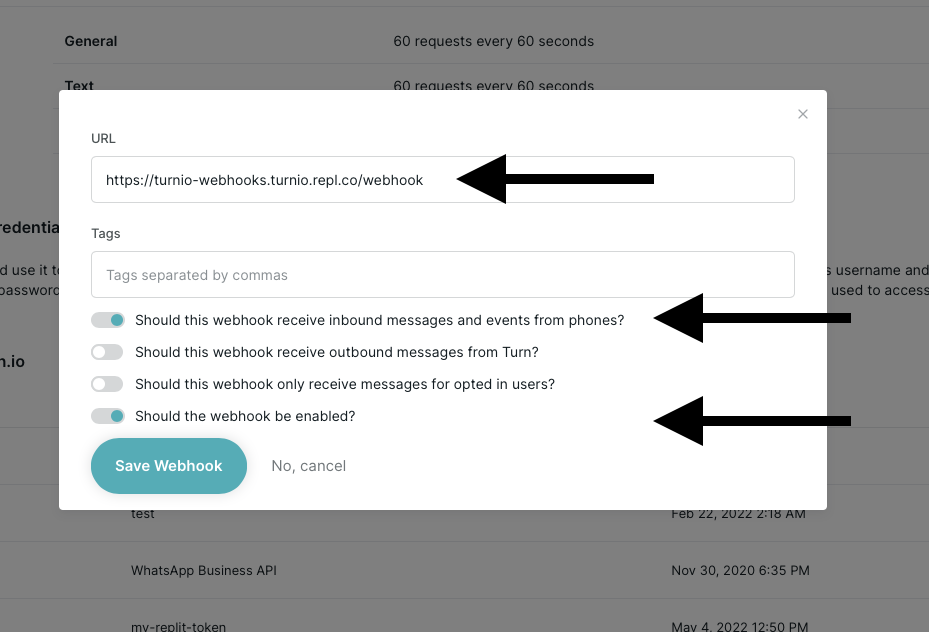 General 60 requests every 60 seconds
Text 60 requests every 60 seconds
URL
https://turnio-webhooks.turnio.repl.co/webhook
redentia
Tags
d use it to
s username and
Tags separated by commas
password
used to access
Should this webhook receive inbound messages and events from phones?
Should this webhook receive outbound messages from Turn?
n.io
Should this webhook only receive messages for opted in users?
Should the webhook be enabled?
Save Webhook No, cancel
test Feb 22, 2022 2:18 AM
WhatsApp Business API Nov 30, 2020 6:35 PM
my-replit-token May 4, 2022 12:50 PM